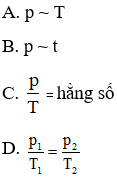 A. p ~ T
B. p ~ t
C. p/T = hằng số
D. p₁/T₁ = p₂/T₂